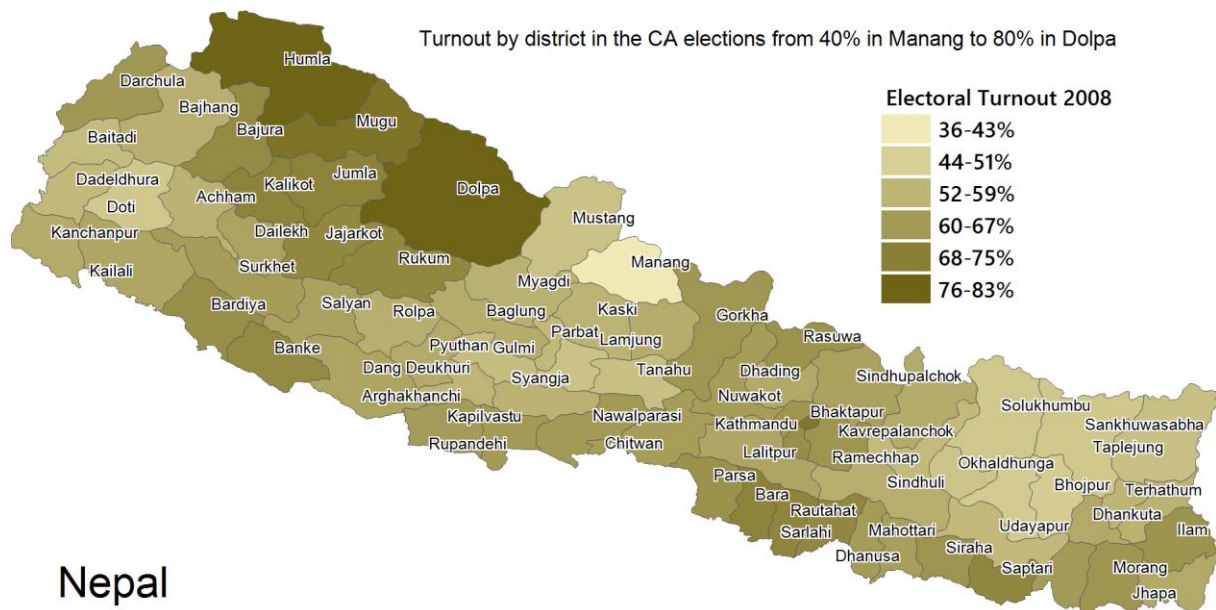 Turnout by district in the CA elections from 40% in Manang to 80% in Dolpa
Electoral Turnout 2008
36-43%
44-51%
52-59%
60-67%
68-75%
76-83%
Humla
Darchula
Bajhang
Mugu
Bajura
Baitadi
Jumla
Dadeldhura
Kalikot
Dolpa
Achham
Doti
Mustang
Kanchanpur
Dailekh
Jajarkot
Rukum
Manang
Surkhet
Kailali
Myagdi
Bardiya
Salyan
Rolpa
Baglung
Kaski
Gorkha
Parbat
Rasuwa
Lamjung
Banke
Pyuthan
Gulmi
Dang Deukhuri
Syangja
Tanahu
Dhading
Sindhupalchok
Arghakhanchi
Nuwakot
Solukhumbu
Kapilvastu
Nawalparasi
Bhaktapur
Sankhuwasabha
Kathmandu
Kavrepalanchok
Taplejung
Rupandehi
Chitwan
Lalitpur
Ramechhap
Okhaldhunga
Parsa
Sindhuli
Bhojpur
Terhathum
Bara
Rautahat
Dhankuta
Sarlahi
Mahottari
Udayapur
Ilam
Dhanusa
Siraha
Saptari
Morang
Jhapa
Nepal